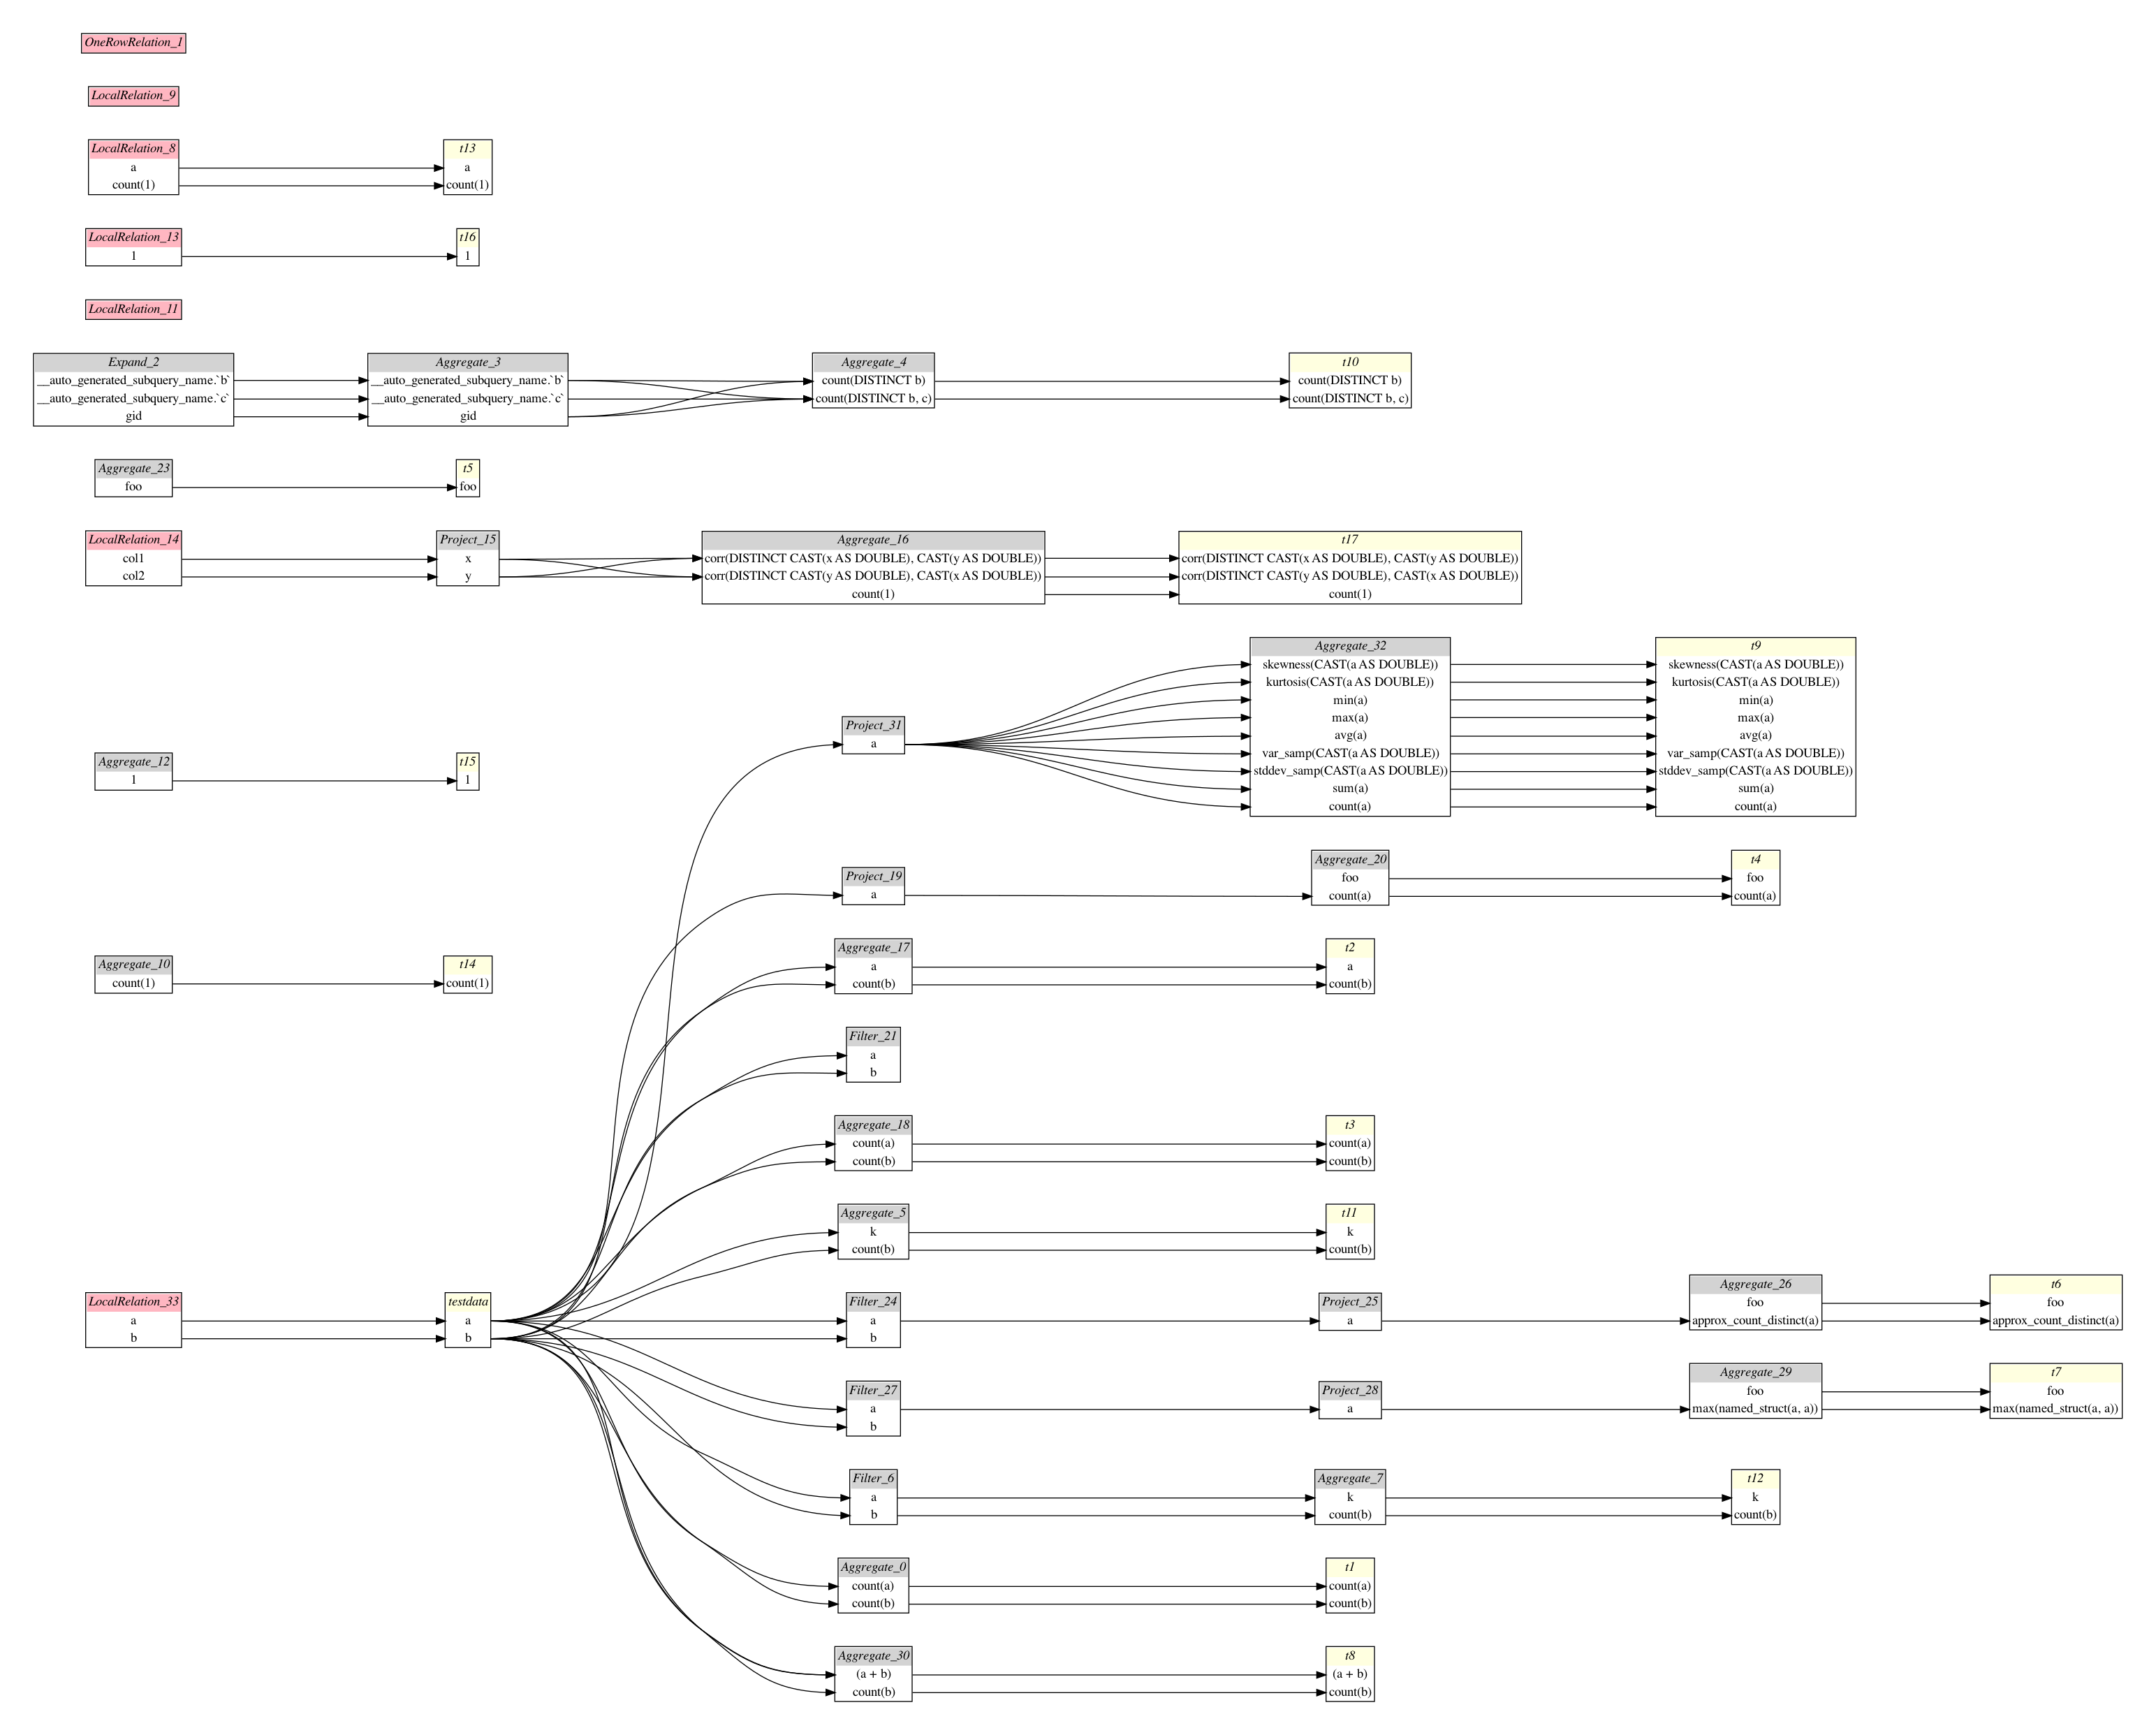 OneRowRelation_1
LocalRelation_9
LocalRelation_8
a
count(1)
t13
a
count(1)
LocalRelation_13
1
t16
1
LocalRelation_11
Expand_2
__auto_generated_subquery_name.`b`
__auto_generated_subquery_name.`c`
gid
Aggregate_3
__auto_generated_subquery_name.`b`
__auto_generated_subquery_name.`c`
gid
Aggregate_4
count(DISTINCT b)
count(DISTINCT b, c)
t10
count(DISTINCT b)
count(DISTINCT b, c)
Aggregate_23
foo
t5
foo
LocalRelation_14
col1
col2
Project_15
x
y
Aggregate_16
corr(DISTINCT CAST(x AS DOUBLE), CAST(y AS DOUBLE))
corr(DISTINCT CAST(y AS DOUBLE), CAST(x AS DOUBLE))
count(1)
t17
corr(DISTINCT CAST(x AS DOUBLE), CAST(y AS DOUBLE))
corr(DISTINCT CAST(y AS DOUBLE), CAST(x AS DOUBLE))
count(1)
Project_31
a
Aggregate_32
skewness(CAST(a AS DOUBLE))
kurtosis(CAST(a AS DOUBLE))
min(a)
max(a)
avg(a)
var_samp(CAST(a AS DOUBLE))
stddev_samp(CAST(a AS DOUBLE))
sum(a)
count(a)
t9
skewness(CAST(a AS DOUBLE))
kurtosis(CAST(a AS DOUBLE))
min(a)
max(a)
avg(a)
var_samp(CAST(a AS DOUBLE))
stddev_samp(CAST(a AS DOUBLE))
sum(a)
count(a)
Aggregate_12
1
t15
1
Project_19
a
Aggregate_20
foo
count(a)
t4
foo
count(a)
Aggregate_10
count(1)
t14
count(1)
Aggregate_17
a
count(b)
t2
a
count(b)
Filter_21
a
b
Aggregate_18
count(a)
count(b)
t3
count(a)
count(b)
Aggregate_5
k
count(b)
t11
k
count(b)
LocalRelation_33
a
b
testdata
a
b
Filter_24
a
b
Project_25
a
Aggregate_26
foo
approx_count_distinct(a)
t6
foo
approx_count_distinct(a)
Filter_27
a
b
Project_28
a
Aggregate_29
foo
max(named_struct(a, a))
t7
foo
max(named_struct(a, a))
Filter_6
a
b
Aggregate_7
k
count(b)
t12
k
count(b)
Aggregate_0
count(a)
count(b)
t1
count(a)
count(b)
Aggregate_30
(a + b)
count(b)
t8
(a + b)
count(b)